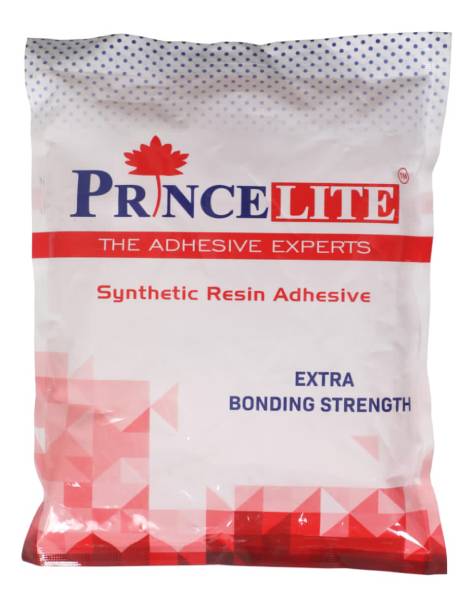 PRINCELITE TM
THE ADHESIVE EXPERTS
Synthetic Resin Adhesive
EXTRA
BONDING STRENGTH